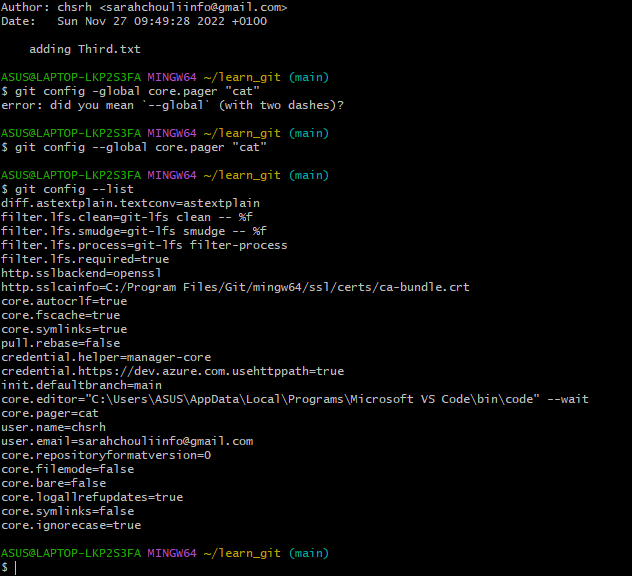 Author: chsrh <sarahchouliinfo@gmail.com>
Date:   Sun Nov 27 09:49:28 2022 +0100
    adding Third.txt
ASUS@LAPTOP-LKP2S3FA MINGW64 ~/learn_git (main)
$ git config -global core.pager "cat"
error: did you mean `--global` (with two dashes)?
ASUS@LAPTOP-LKP2S3FA MINGW64 ~/learn_git (main)
$ git config --global core.pager "cat"
ASUS@LAPTOP-LKP2S3FA MINGW64 ~/learn_git (main)
$ git config --list
diff.astextplain.textconv=astextplain
filter.lfs.clean=git-lfs clean -- %f
filter.lfs.smudge=git-lfs smudge -- %f
filter.lfs.process=git-lfs filter-process
filter.lfs.required=true
http.sslbackend=openssl
http.sslcainfo=C:/Program Files/Git/mingw64/ssl/certs/ca-bundle.crt
core.autocrlf=true
core.fscache=true
core.symlinks=true
pull.rebase=false
credential.helper=manager-core
credential.https://dev.azure.com.usehttppath=true
init.defaultbranch=main
core.editor="C:\Users\ASUS\AppData\Local\Programs\Microsoft VS Code\bin\code" --wait
core.pager=cat
user.name=chsrh
user.email=sarahchouliinfo@gmail.com
core.repositoryformatversion=0
core.filemode=false
core.bare=false
core.logallrefupdates=true
core.symlinks=false
core.ignorecase=true
ASUS@LAPTOP-LKP2S3FA MINGW64 ~/learn_git (main)
$